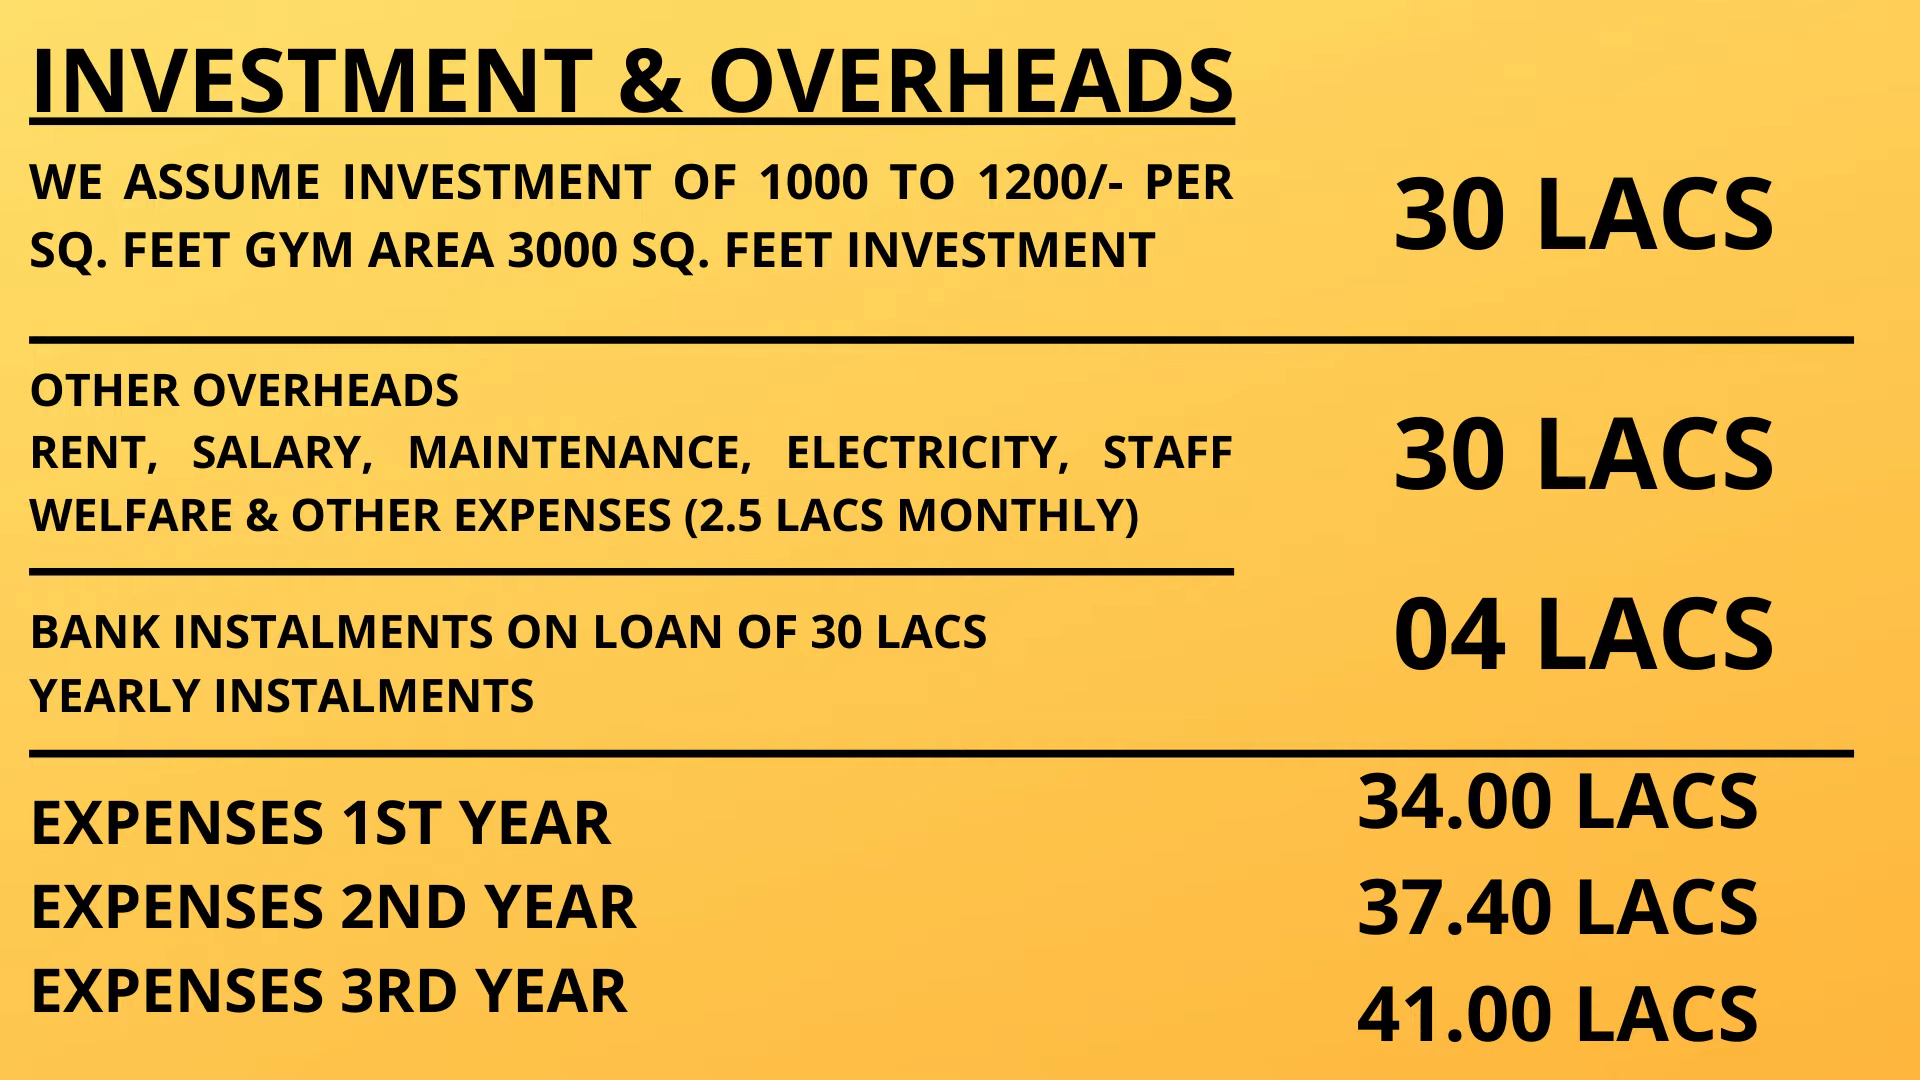 INVESTMENT & OVERHEADS
WE ASSUME INVESTMENT OF 1000 TO 1200/- PER
SQ. FEET GYM AREA 3000 SQ. FEET INVESTMENT
30 LACS
OTHER OVERHEADS
RENT, SALARY, MAINTENANCE, ELECTRICITY, STAFF
WELFARE & OTHER EXPENSES (2.5 LACS MONTHLY)
30 LACS
BANK INSTALMENTS ON LOAN OF 30 LACS
YEARLY INSTALMENTS
04 LACS
EXPENSES 1ST YEAR
34.00 LACS
EXPENSES 2ND YEAR
37.40 LACS
EXPENSES 3RD YEAR
41.00 LACS